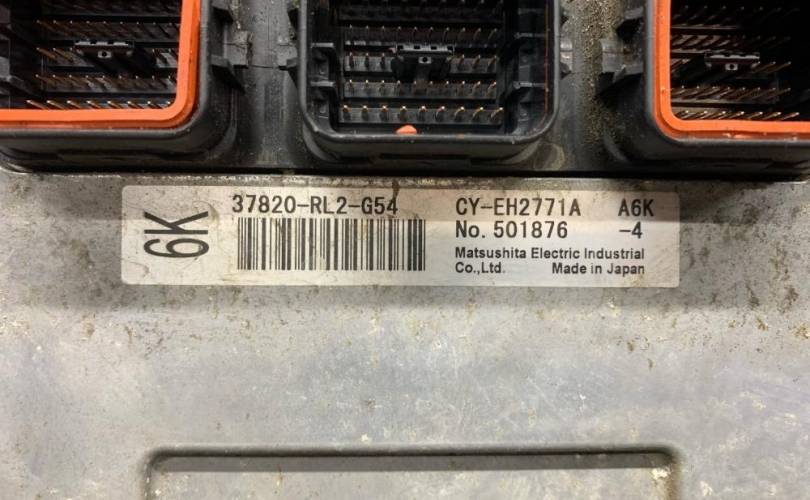 6K
37820-RL2-G54
CY-EH2771A A6K
No. 501876 -4
Matsushita Electric Industrial
Co.,Ltd. Made in Japan